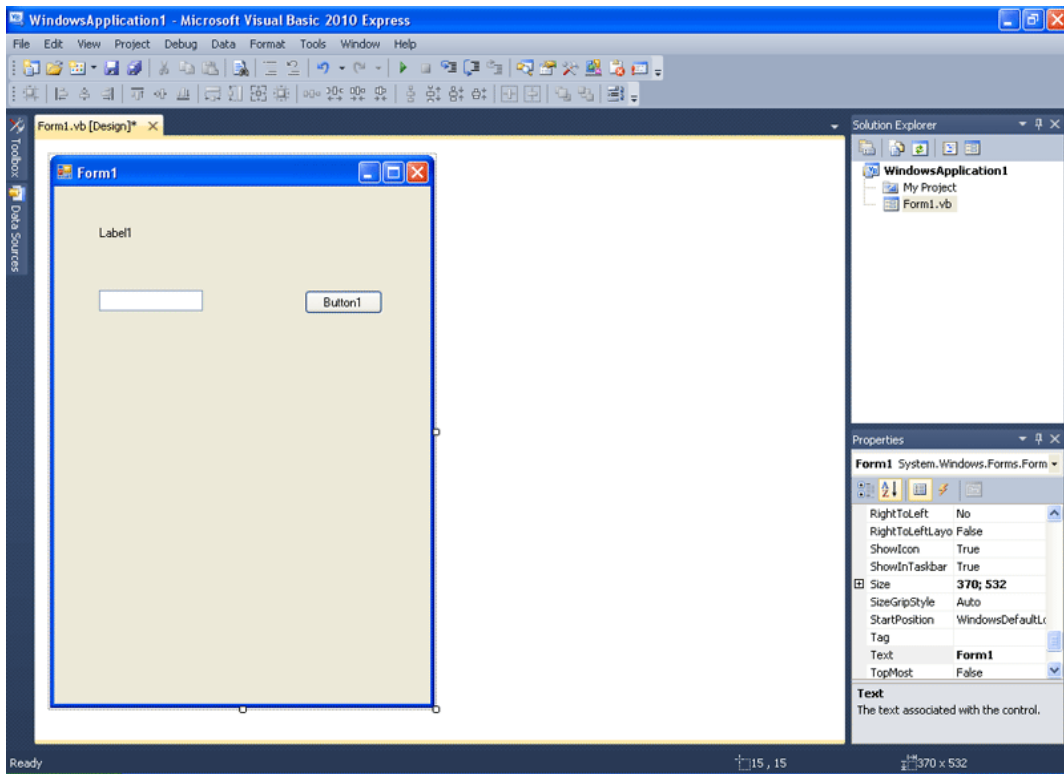 WindowsApplication1 - Microsoft Visual Basic 2010 Express
File Edit View Project Debug Data Format Tools Window Help
Toolbox
Data Sources
Form1.vb [Design]*
Form1
Label1
Button1
Solution Explorer
WindowsApplication1
My Project
Form1.vb
Properties
Form1 System.Windows.Forms.Form
RightToLeft No
RightToLeftLayo False
ShowIcon True
ShowInTaskbar True
Size 370; 532
SizeGripStyle Auto
StartPosition WindowsDefaultLo
Tag
Text Form1
TopMost False
Text
The text associated with the control.
Ready 15 , 15 370 x 532